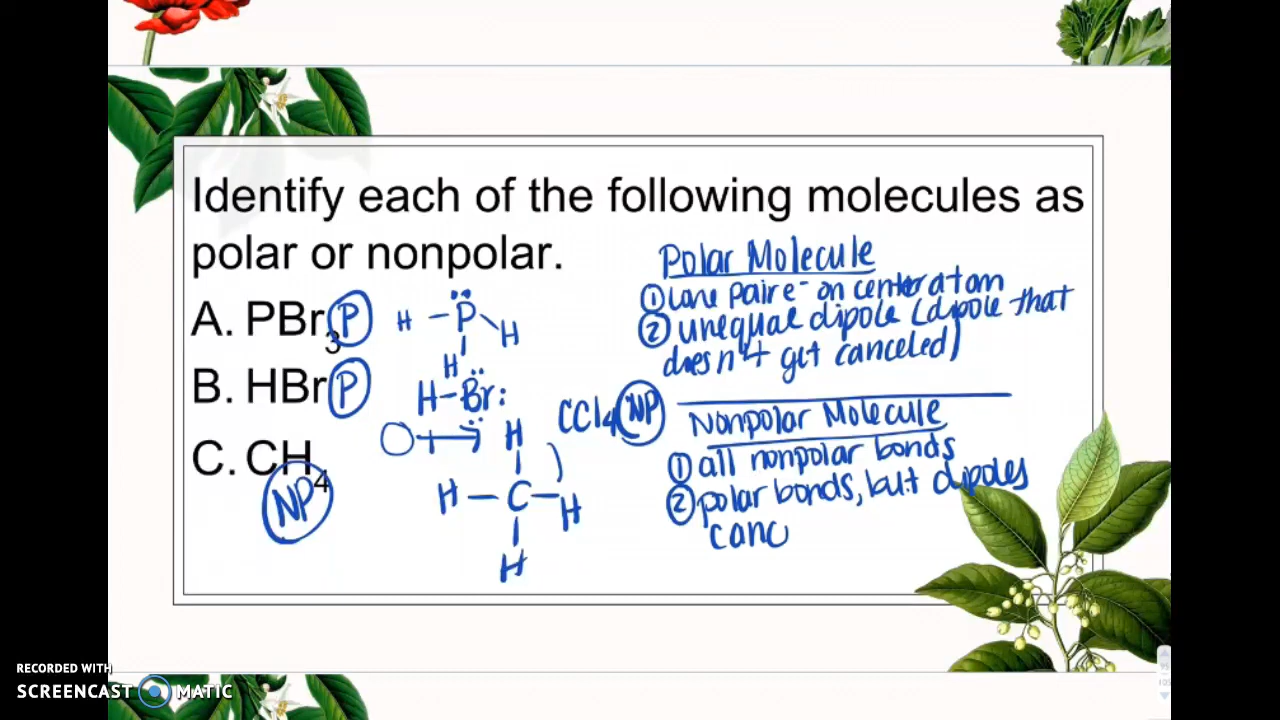 Identify each of the following molecules as
polar or nonpolar.
A. PBr3 P
B. HBr P
C. CH4
NP
H – P
H
H
H – Br:
H
H – C – H
H
CCl4 NP
Polar Molecule
① lone pair e- on center atom
② unequal dipole (dipole that
doesn't get canceled)
Nonpolar Molecule
① all nonpolar bonds
② polar bonds, but dipoles
canc
RECORDED WITH
SCREENCAST MATIC